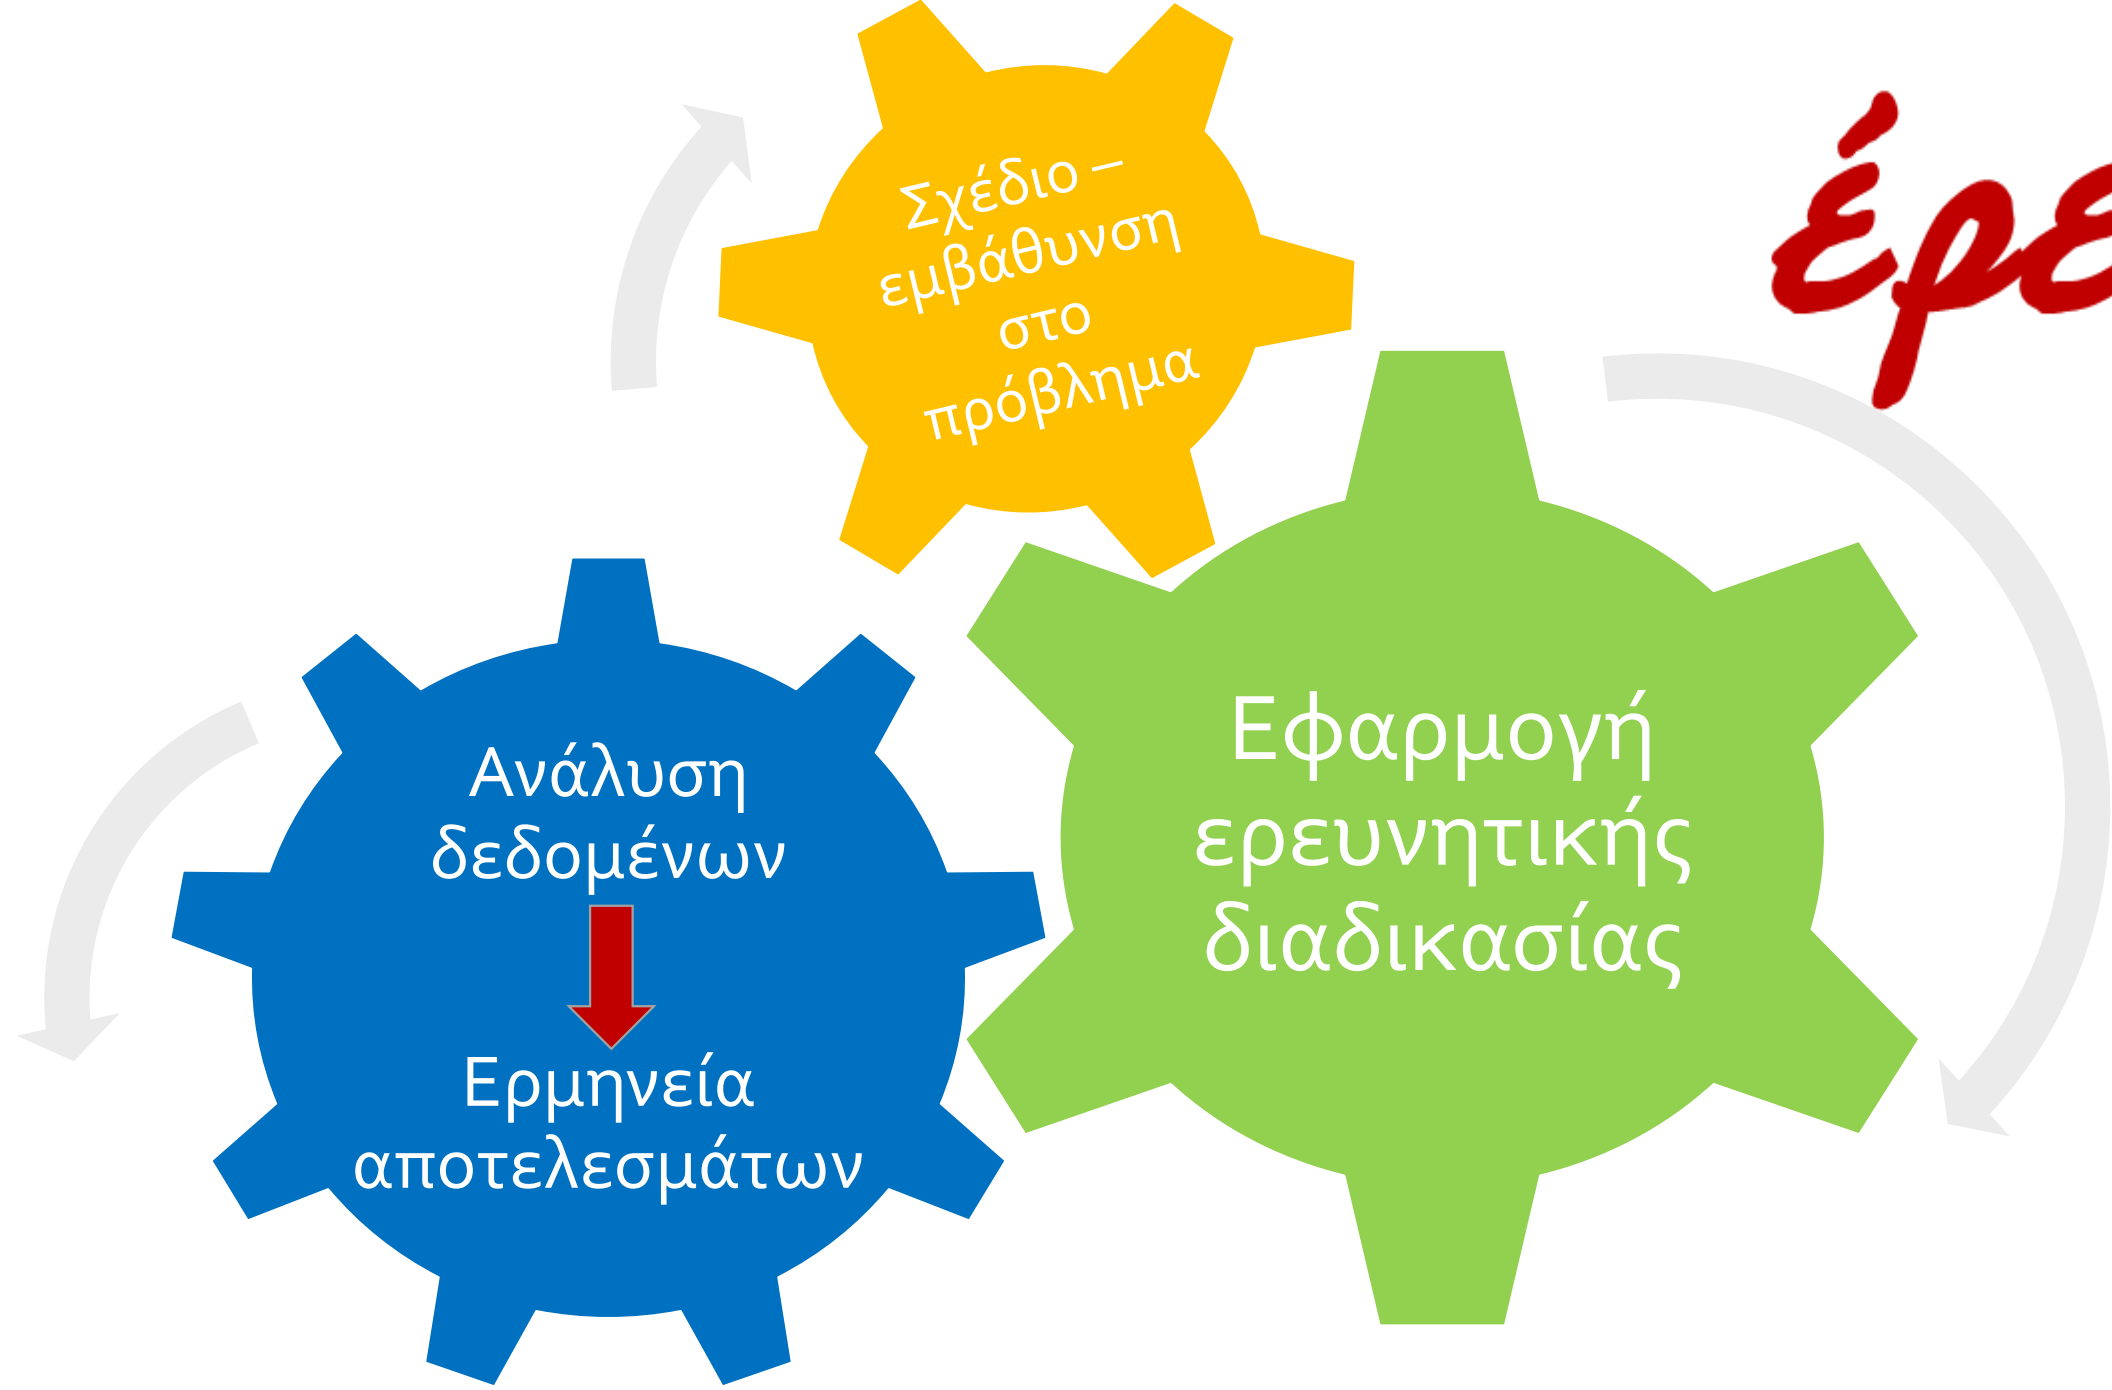 Σχέδιο –
εμβάθυνση
στο
πρόβλημα
Εφαρμογή
ερευνητικής
διαδικασίας
Ανάλυση
δεδομένων
Ερμηνεία
αποτελεσμάτων